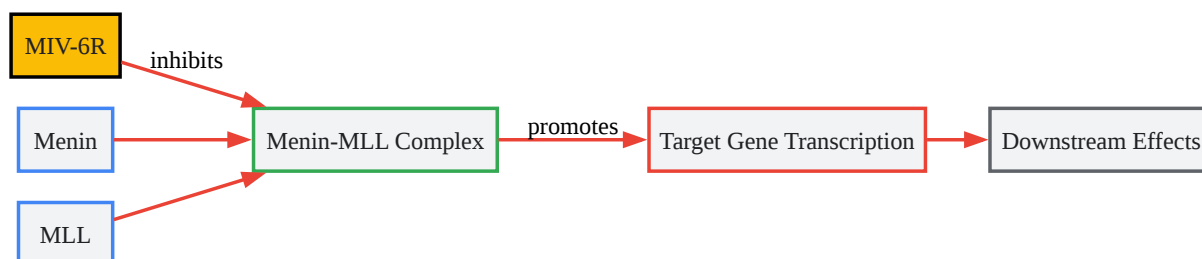 MIV-6R
inhibits
Menin
Menin-MLL Complex
promotes
Target Gene Transcription
Downstream Effects
MLL